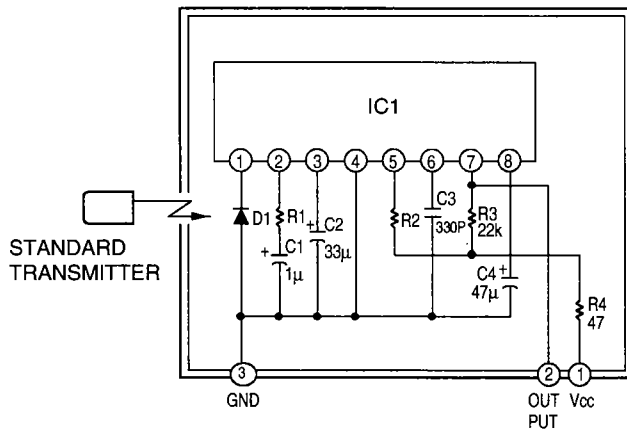 IC1
1 2 3 4 5 6 7 8
D1
R1
C1
1μ
C2
33μ
R2
C3
330P
R3
22k
C4
47μ
R4
47
STANDARD
TRANSMITTER
3
GND
2
OUT
PUT
1
Vcc